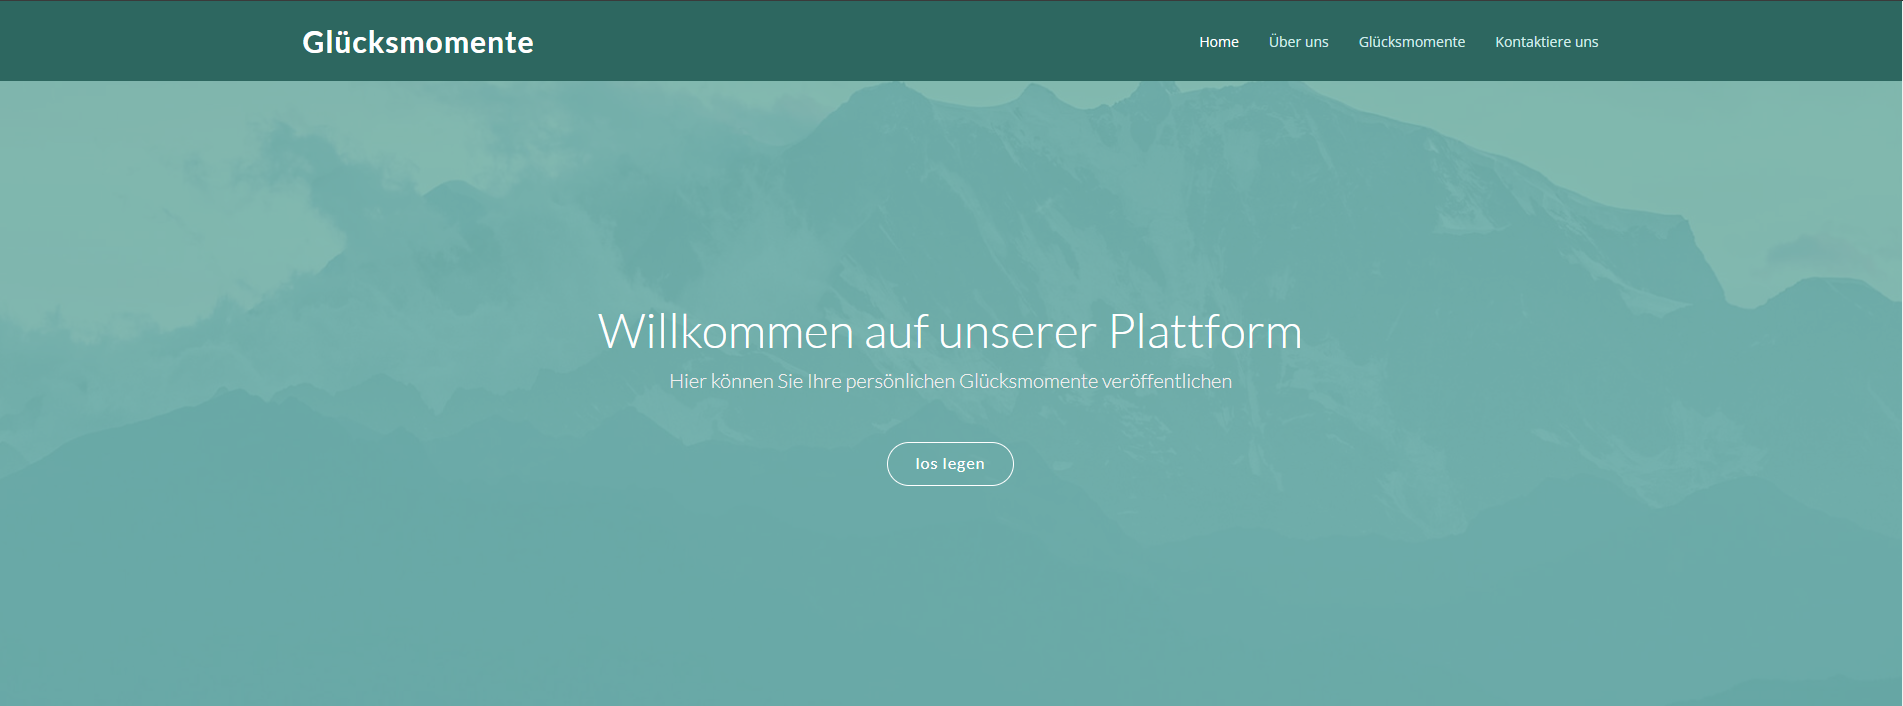 Glücksmomente
Home Über uns Glücksmomente Kontaktiere uns
Willkommen auf unserer Plattform
Hier können Sie Ihre persönlichen Glücksmomente veröffentlichen
los legen